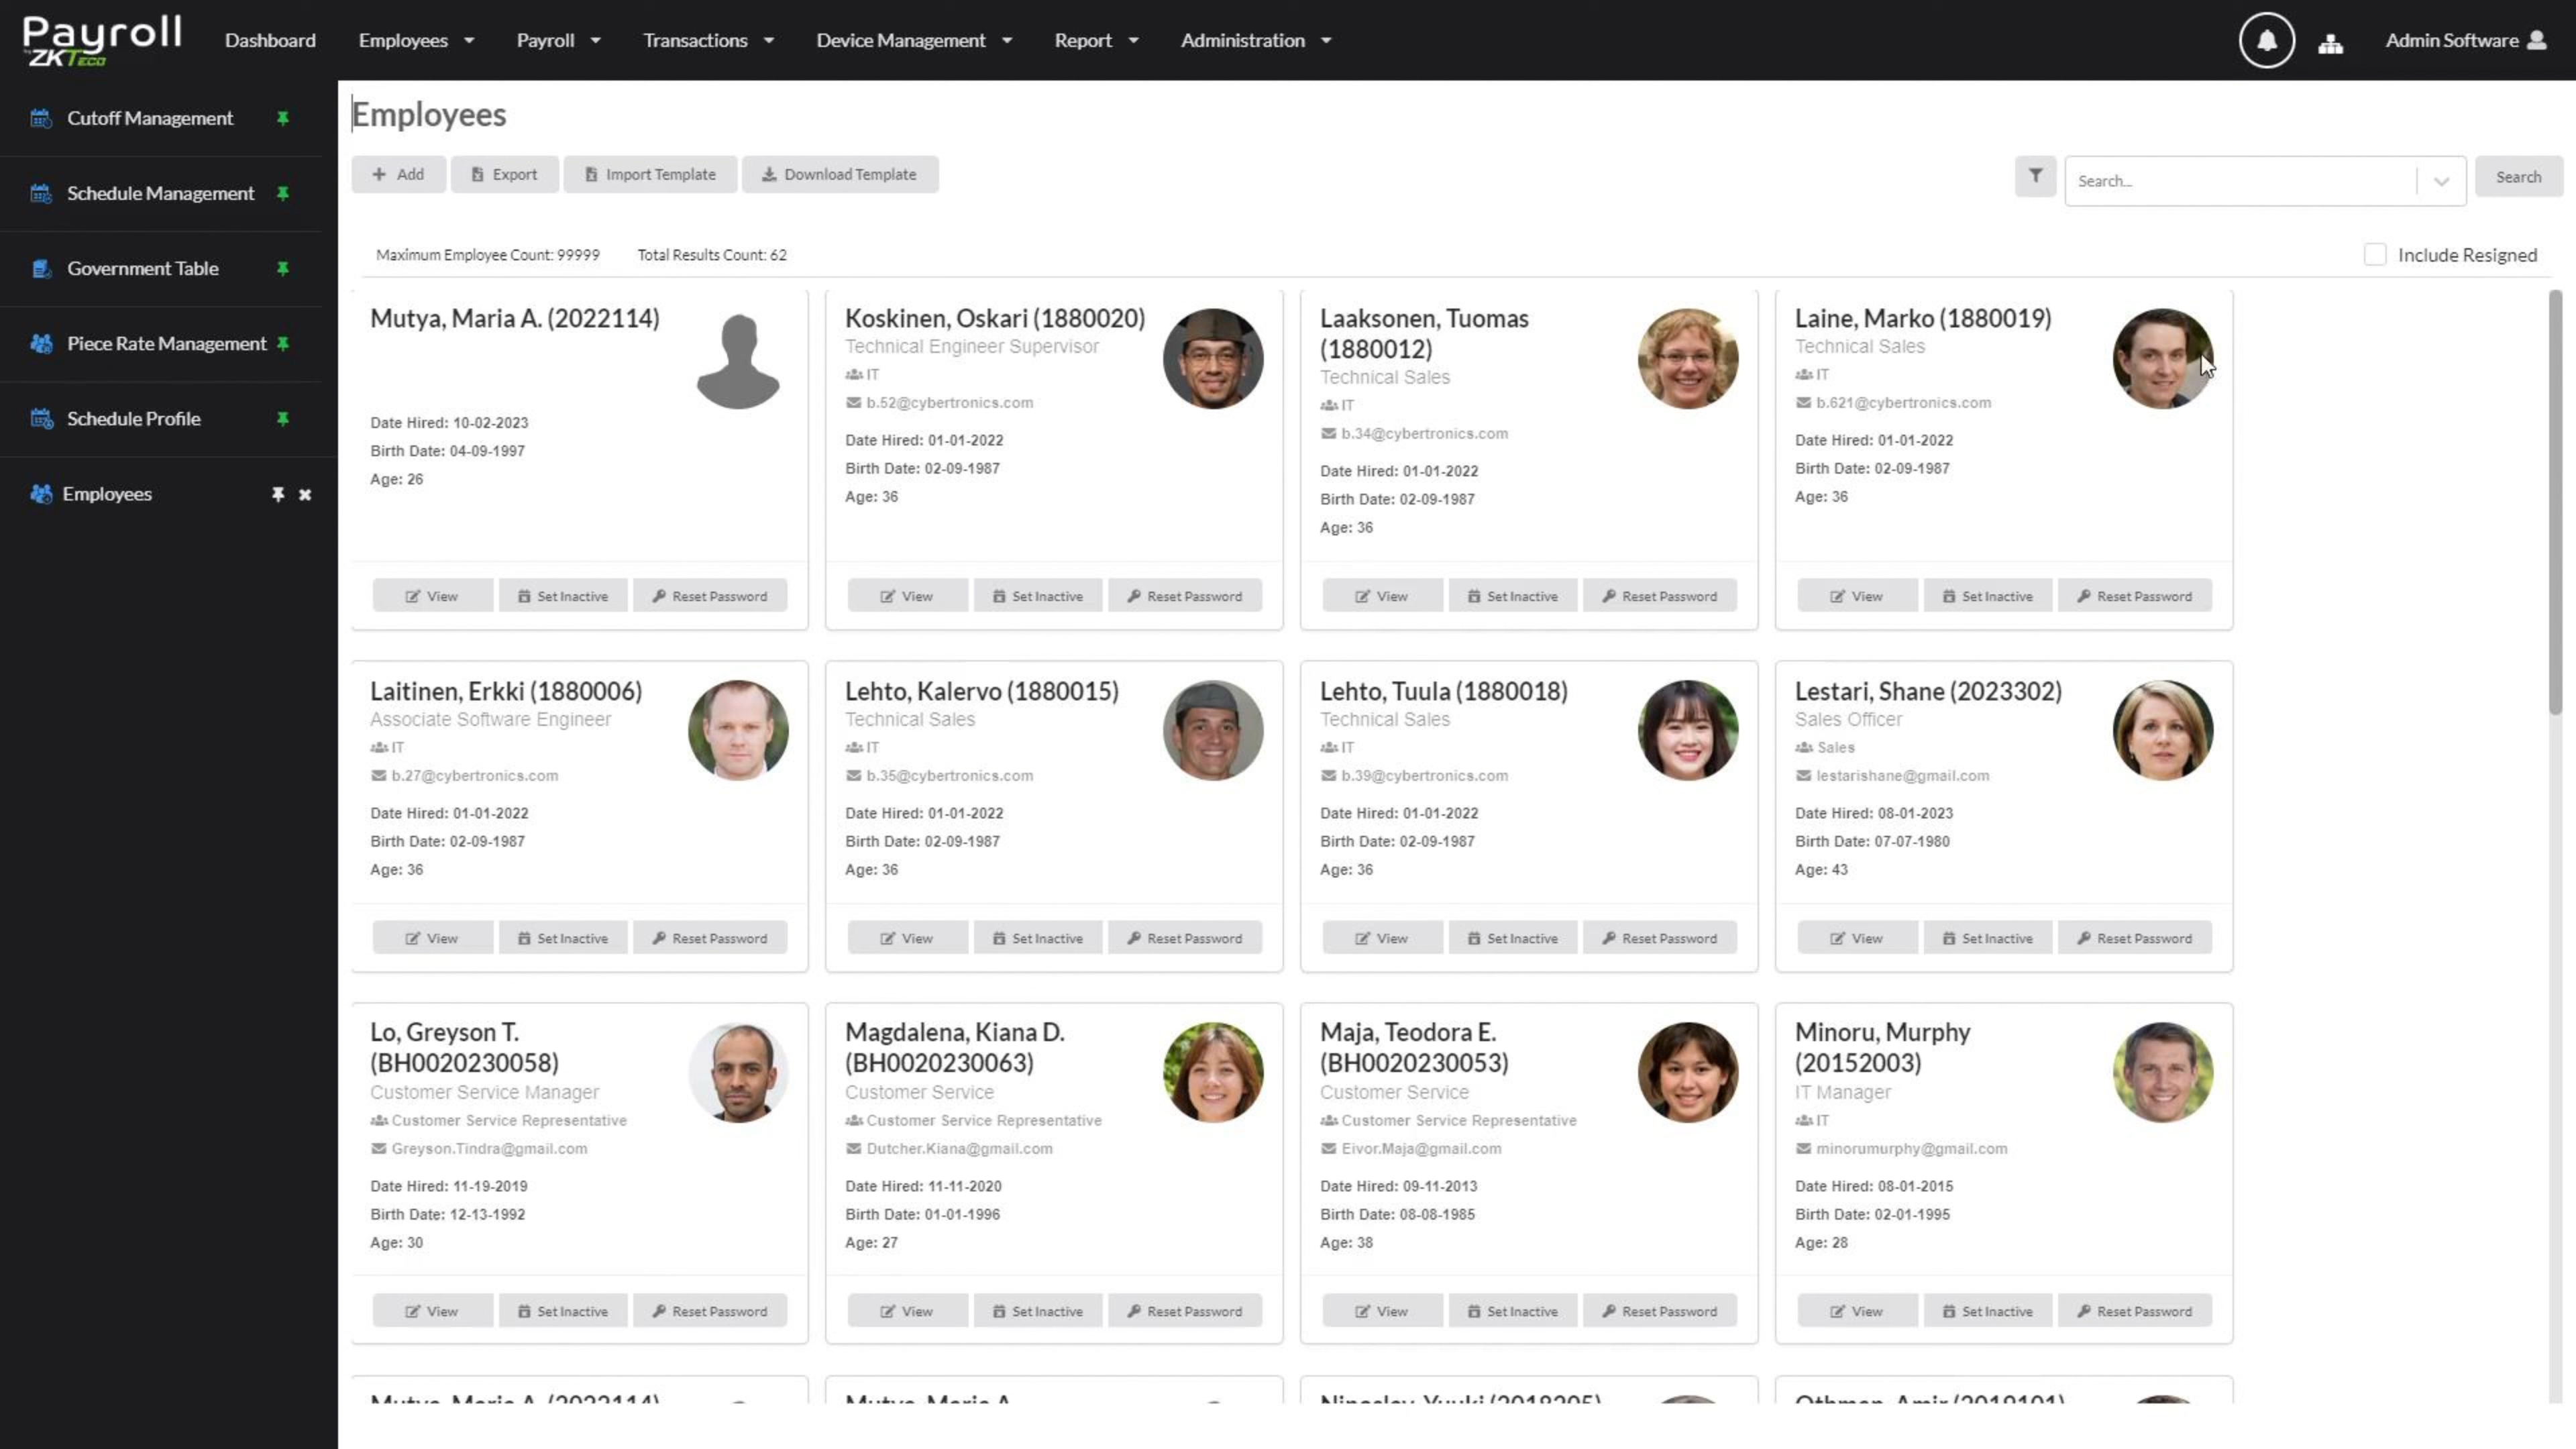 Payroll
by ZKTeco
Dashboard
Employees
Payroll
Transactions
Device Management
Report
Administration
Admin Software
Cutoff Management
Schedule Management
Government Table
Piece Rate Management
Schedule Profile
Employees
Employees
Add
Export
Import Template
Download Template
Search...
Search
Maximum Employee Count: 99999
Total Results Count: 62
Include Resigned
Mutya, Maria A. (2022114)
Date Hired: 10-02-2023
Birth Date: 04-09-1997
Age: 26
View
Set Inactive
Reset Password
Koskinen, Oskari (1880020)
Technical Engineer Supervisor
IT
b.52@cybertronics.com
Date Hired: 01-01-2022
Birth Date: 02-09-1987
Age: 36
View
Set Inactive
Reset Password
Laaksonen, Tuomas
(1880012)
Technical Sales
IT
b.34@cybertronics.com
Date Hired: 01-01-2022
Birth Date: 02-09-1987
Age: 36
View
Set Inactive
Reset Password
Laine, Marko (1880019)
Technical Sales
IT
b.621@cybertronics.com
Date Hired: 01-01-2022
Birth Date: 02-09-1987
Age: 36
View
Set Inactive
Reset Password
Laitinen, Erkki (1880006)
Associate Software Engineer
IT
b.27@cybertronics.com
Date Hired: 01-01-2022
Birth Date: 02-09-1987
Age: 36
View
Set Inactive
Reset Password
Lehto, Kalervo (1880015)
Technical Sales
IT
b.35@cybertronics.com
Date Hired: 01-01-2022
Birth Date: 02-09-1987
Age: 36
View
Set Inactive
Reset Password
Lehto, Tuula (1880018)
Technical Sales
IT
b.39@cybertronics.com
Date Hired: 01-01-2022
Birth Date: 02-09-1987
Age: 36
View
Set Inactive
Reset Password
Lestari, Shane (2023302)
Sales Officer
Sales
lestarishane@gmail.com
Date Hired: 08-01-2023
Birth Date: 07-07-1980
Age: 43
View
Set Inactive
Reset Password
Lo, Greyson T.
(BH0020230058)
Customer Service Manager
Customer Service Representative
Greyson.Tindra@gmail.com
Date Hired: 11-19-2019
Birth Date: 12-13-1992
Age: 30
View
Set Inactive
Reset Password
Magdalena, Kiana D.
(BH0020230063)
Customer Service
Customer Service Representative
Dutcher.Kiana@gmail.com
Date Hired: 11-11-2020
Birth Date: 01-01-1996
Age: 27
View
Set Inactive
Reset Password
Maja, Teodora E.
(BH0020230053)
Customer Service
Customer Service Representative
Eivor.Maja@gmail.com
Date Hired: 09-11-2013
Birth Date: 08-08-1985
Age: 38
View
Set Inactive
Reset Password
Minoru, Murphy
(20152003)
IT Manager
IT
minorumurphy@gmail.com
Date Hired: 08-01-2015
Birth Date: 02-01-1995
Age: 28
View
Set Inactive
Reset Password
Mutya, Maria A. (2022114)
Mutya, Maria A.
Yuuki (2018205)
Othman, Amir (2019101)